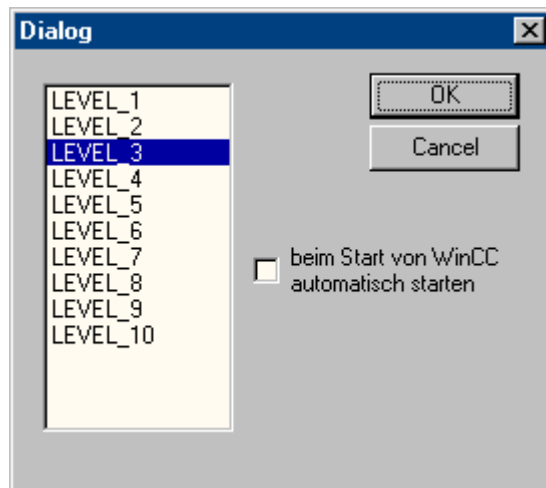 Dialog
LEVEL_1
LEVEL_2
LEVEL_3
LEVEL_4
LEVEL_5
LEVEL_6
LEVEL_7
LEVEL_8
LEVEL_9
LEVEL_10
OK
Cancel
beim Start von WinCC
automatisch starten